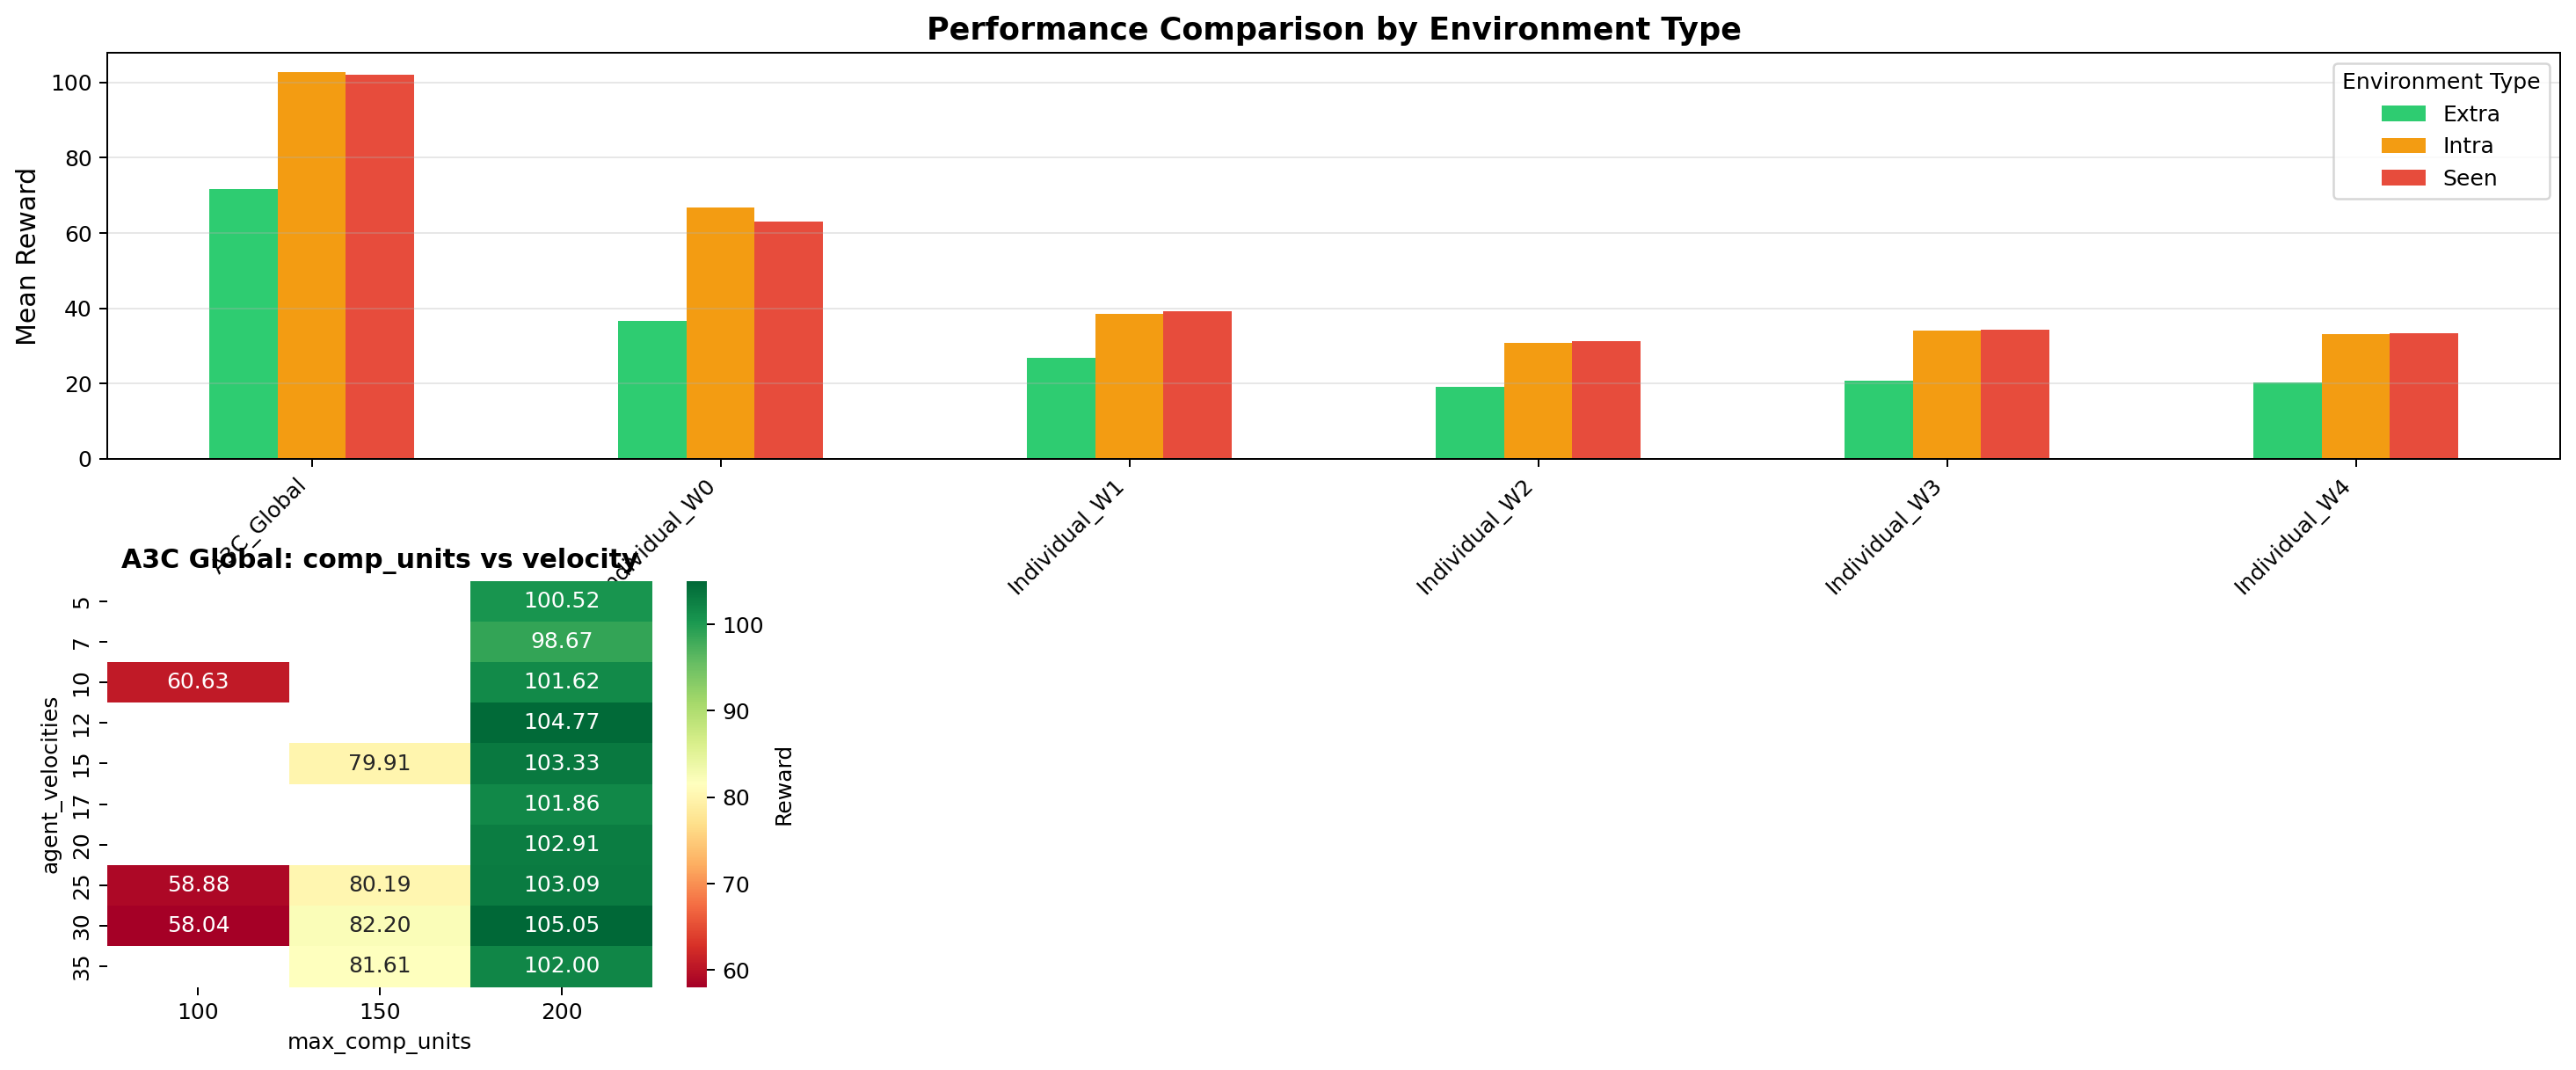 Performance Comparison by Environment Type
Mean Reward
100
80
60
40
20
0
Environment Type
Extra
Intra
Seen
A3C_Global
Individual_W0
Individual_W1
Individual_W2
Individual_W3
Individual_W4
A3C Global: comp_units vs velocity
agent_velocities
5 100.52
7 98.67
10 60.63 101.62
12 104.77
15 79.91 103.33
17 101.86
20 102.91
25 58.88 80.19 103.09
30 58.04 82.20 105.05
35 81.61 102.00
100 150 200
max_comp_units
100
90
80
70
60
Reward